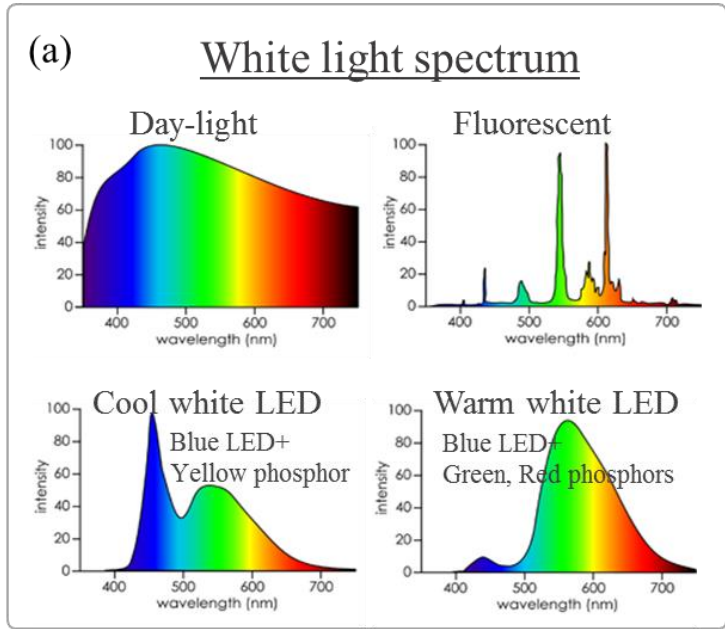 (a)
White light spectrum
Day-light
100
80
60
40
20
0
intensity
400
500
600
700
wavelength (nm)
Fluorescent
100
80
60
40
20
0
intensity
400
500
600
700
wavelength (nm)
Cool white LED
Blue LED+
Yellow phosphor
100
80
60
40
20
0
intensity
400
500
600
700
wavelength (nm)
Warm white LED
Blue LED+
Green, Red phosphors
100
80
60
40
20
0
intensity
400
500
600
700
wavelength (nm)